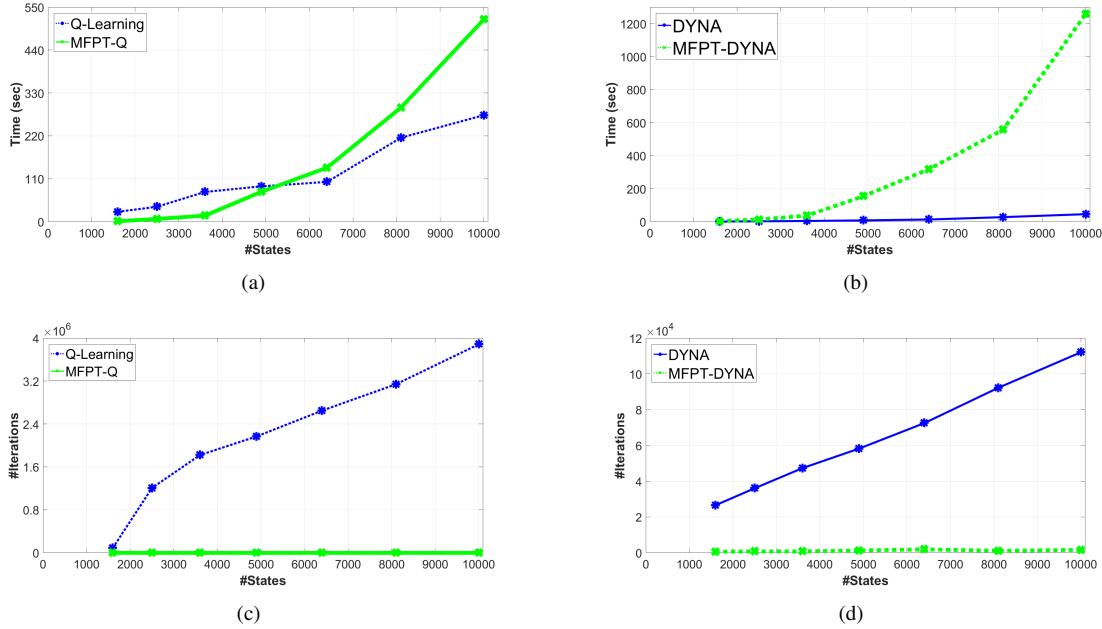 550
440
330
220
110
0
Time (sec)
Q-Learning
MFPT-Q
0 1000 2000 3000 4000 5000 6000 7000 8000 9000 10000
#States
(a)
1200
1000
800
600
400
200
0
Time (sec)
DYNA
MFPT-DYNA
0 1000 2000 3000 4000 5000 6000 7000 8000 9000 10000
#States
(b)
×10^6
4
3.2
2.4
1.6
0.8
0
#Iterations
Q-Learning
MFPT-Q
0 1000 2000 3000 4000 5000 6000 7000 8000 9000 10000
#States
(c)
×10^4
12
10
8
6
4
2
0
#Iterations
DYNA
MFPT-DYNA
0 1000 2000 3000 4000 5000 6000 7000 8000 9000 10000
#States
(d)